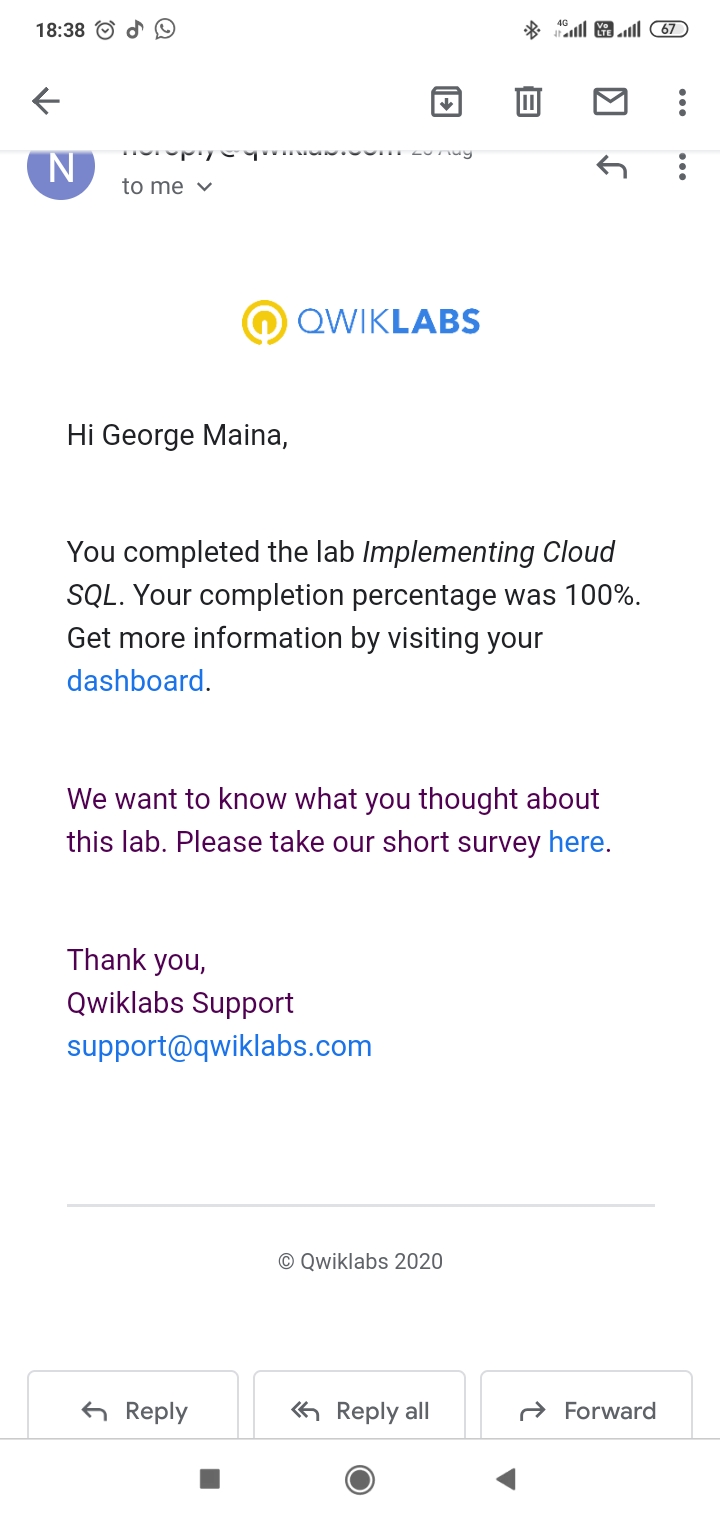 18:38
4G
Vo LTE
67
N
to me
QWIKLABS
Hi George Maina,
You completed the lab Implementing Cloud
SQL. Your completion percentage was 100%.
Get more information by visiting your
dashboard.
We want to know what you thought about
this lab. Please take our short survey here.
Thank you,
Qwiklabs Support
support@qwiklabs.com
© Qwiklabs 2020
Reply
Reply all
Forward